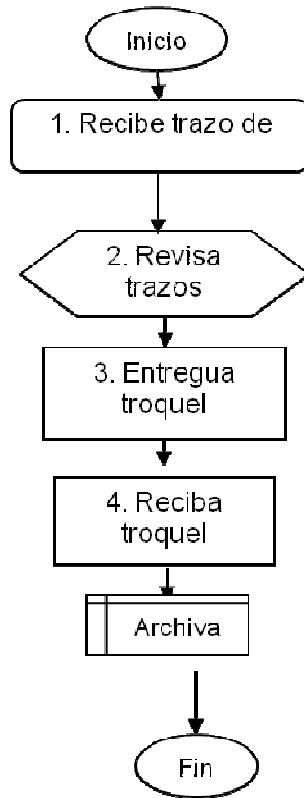 Inicio
1. Recibe trazo de
2. Revisa
trazos
3. Entregua
troquel
4. Reciba
troquel
Archiva
Fin